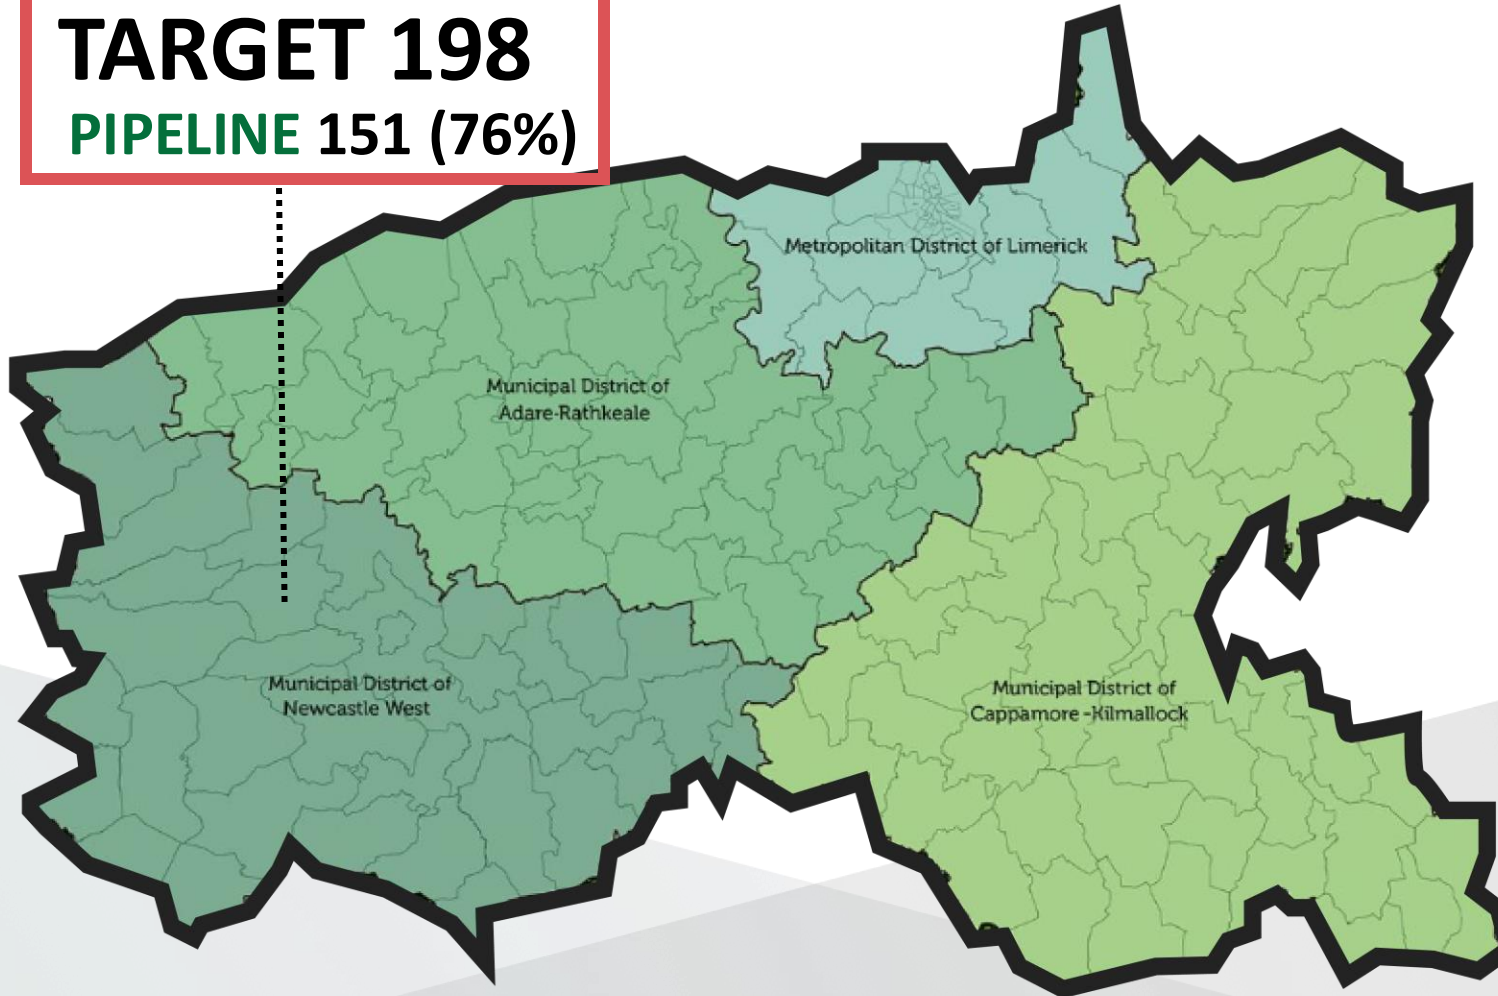 TARGET 198
PIPELINE 151 (76%)
Metropolitan District of Limerick
Municipal District of
Adare-Rathkeale
Municipal District of
Newcastle West
Municipal District of
Cappamore -Kilmallock